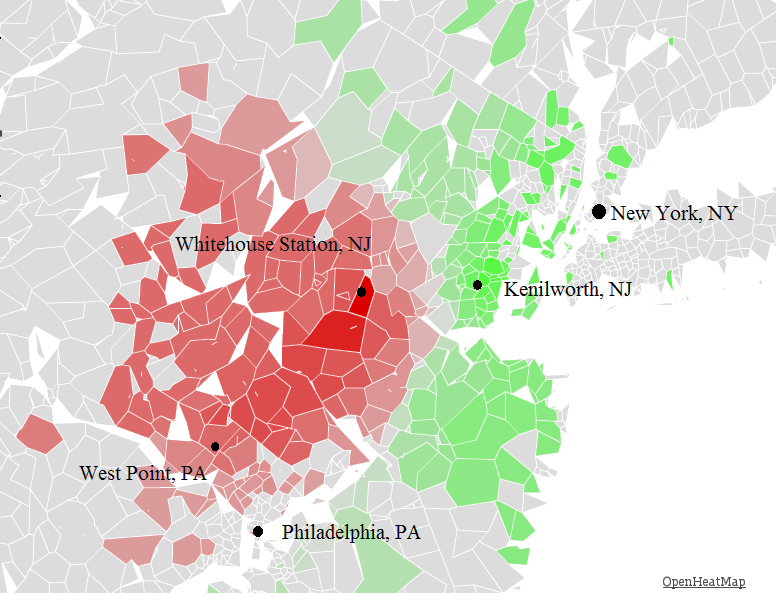 New York, NY
Whitehouse Station, NJ
Kenilworth, NJ
West Point, PA
Philadelphia, PA
OpenHeatMap